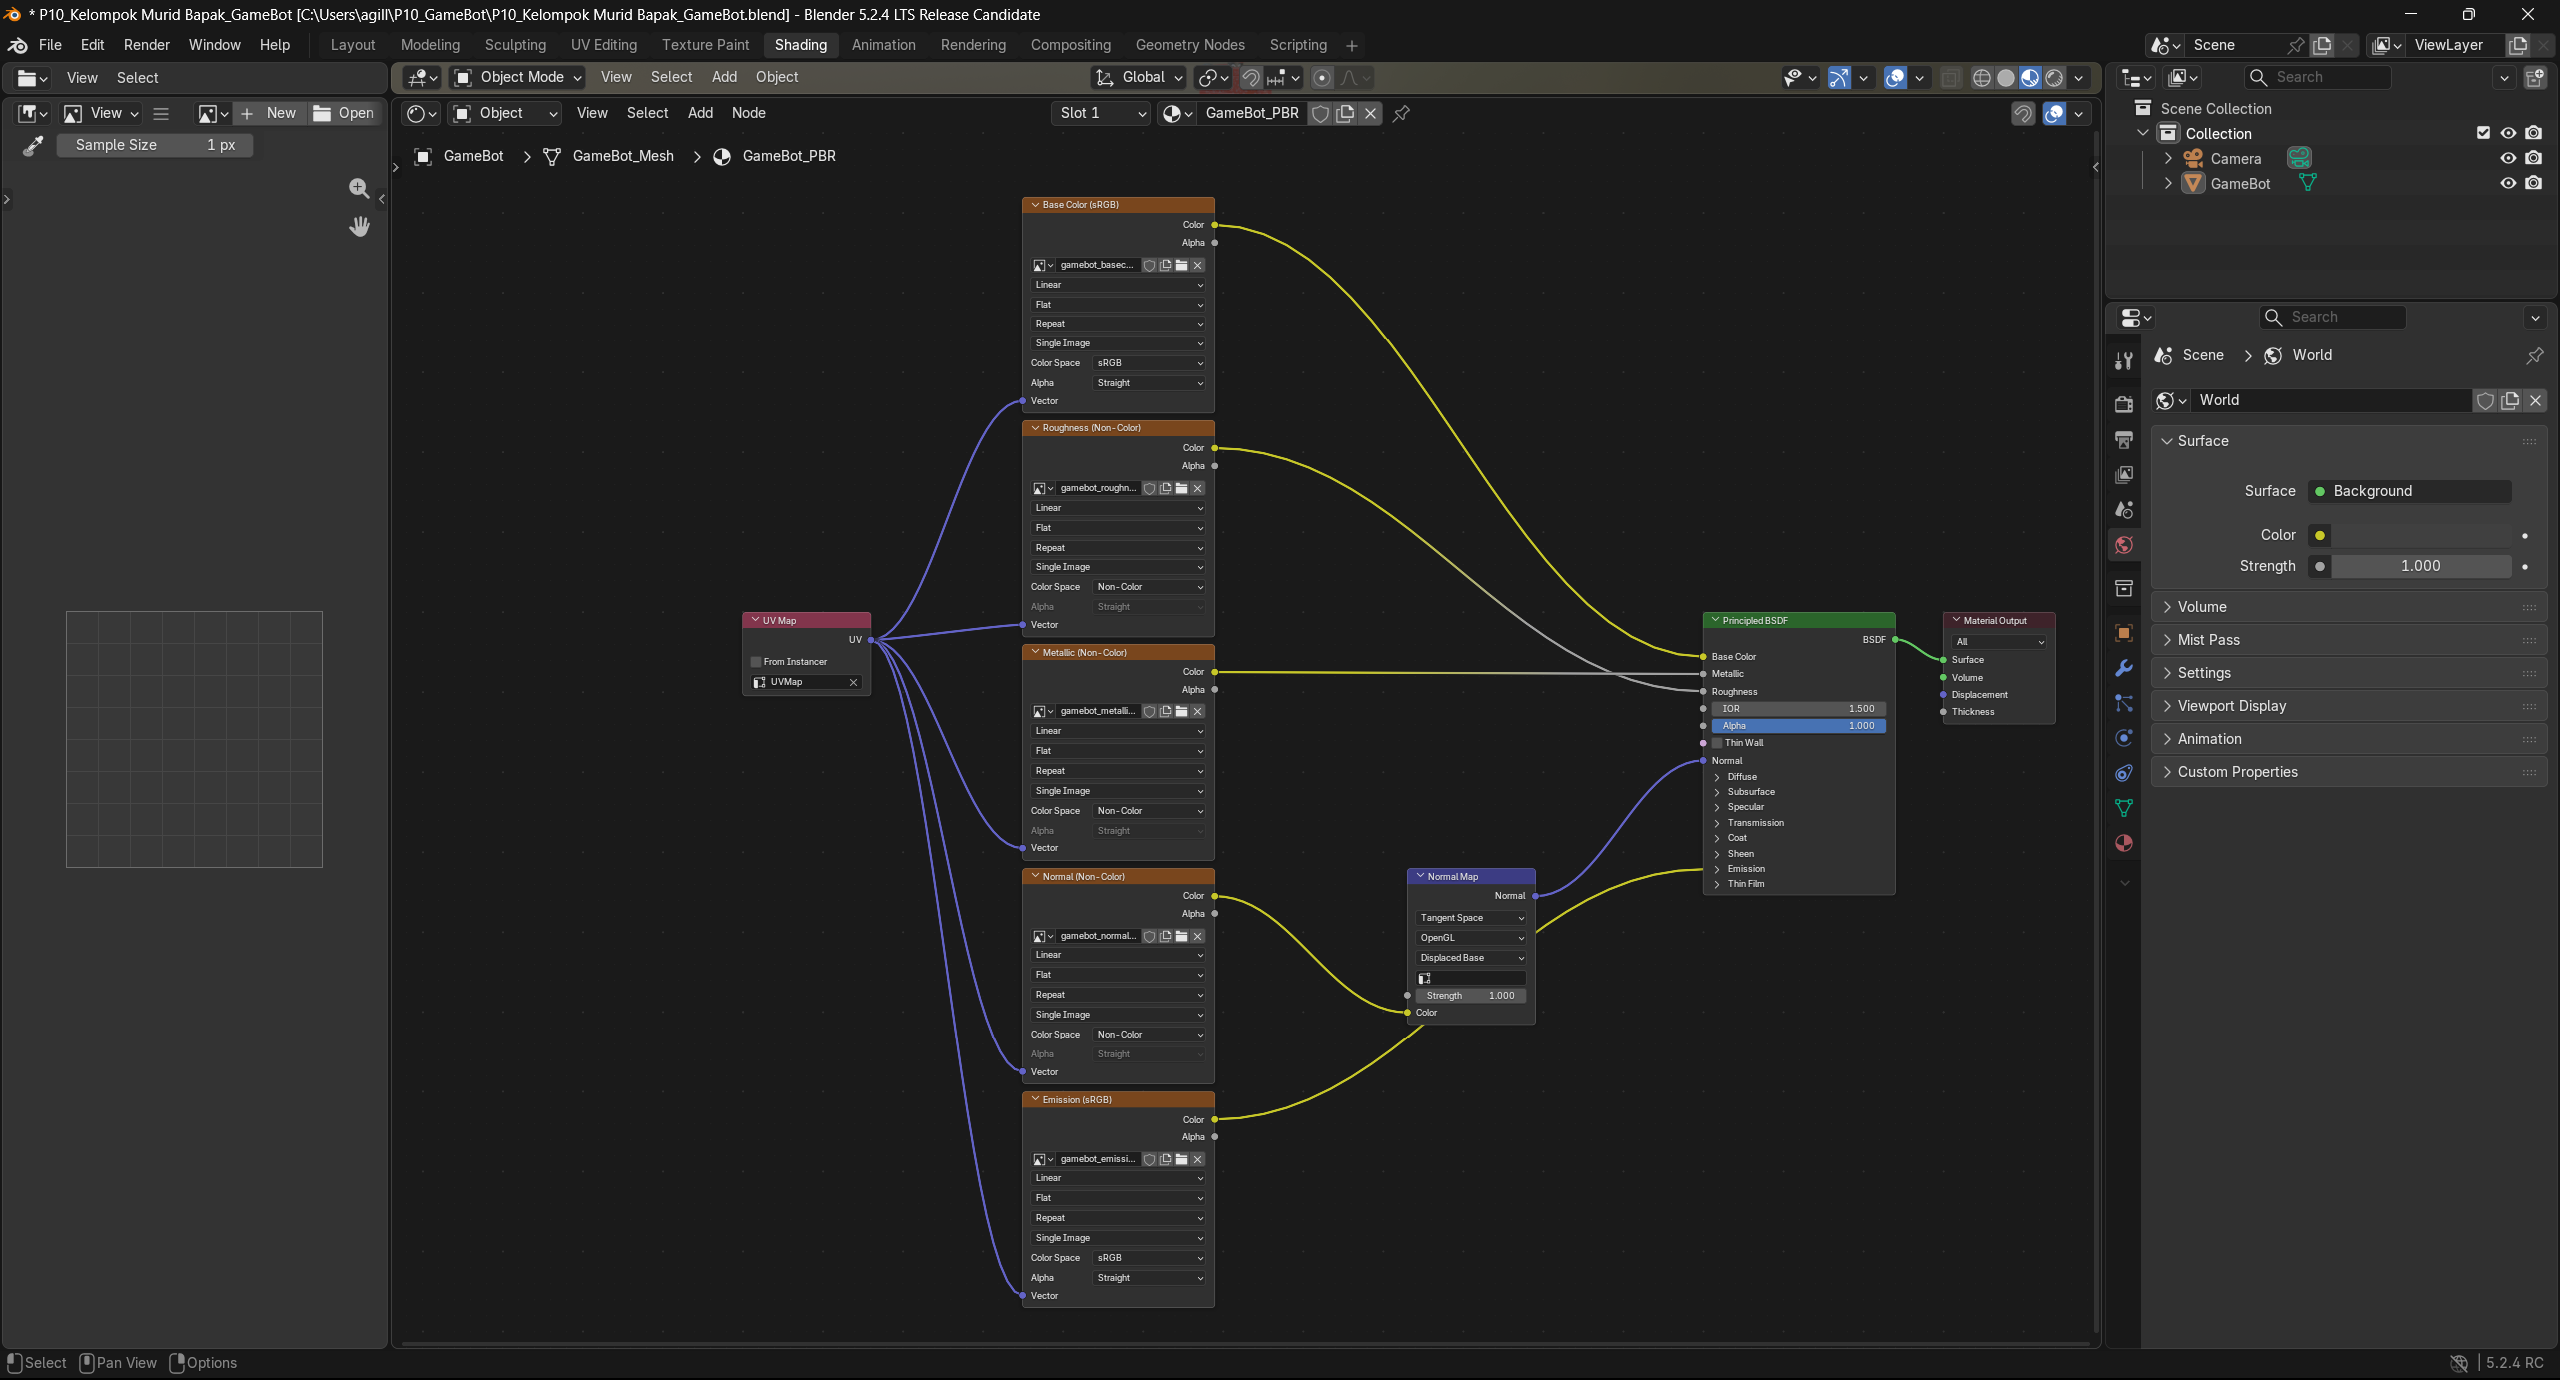 * P10_Kelompok Murid Bapak_GameBot [C:\Users\agill\P10_GameBot\P10_Kelompok Murid Bapak_GameBot.blend] - Blender 5.2.4 LTS Release Candidate
File Edit Render Window Help Layout Modeling Sculpting UV Editing Texture Paint Shading Animation Rendering Compositing Geometry Nodes Scripting + Scene ViewLayer
View Select
Object Mode View Select Add Object Global
Search
View New Open
Object View Select Add Node Slot 1 GameBot_PBR
Sample Size 1 px
GameBot > GameBot_Mesh > GameBot_PBR
Scene Collection
Collection
Camera
GameBot
Base Color (sRGB)
Color
Alpha
gamebot_basec...
Linear
Flat
Repeat
Single Image
Color Space sRGB
Alpha Straight
Vector
Roughness (Non-Color)
Color
Alpha
gamebot_roughn...
Linear
Flat
Repeat
Single Image
Color Space Non-Color
Alpha Straight
Vector
Metallic (Non-Color)
Color
Alpha
gamebot_metalli...
Linear
Flat
Repeat
Single Image
Color Space Non-Color
Alpha Straight
Vector
Normal (Non-Color)
Color
Alpha
gamebot_normal...
Linear
Flat
Repeat
Single Image
Color Space Non-Color
Alpha Straight
Vector
Emission (sRGB)
Color
Alpha
gamebot_emissi...
Linear
Flat
Repeat
Single Image
Color Space sRGB
Alpha Straight
Vector
UV Map
UV
From Instancer
UVMap
Normal Map
Normal
Tangent Space
OpenGL
Displaced Base
Strength 1.000
Color
Principled BSDF
BSDF
Base Color
Metallic
Roughness
IOR 1.500
Alpha 1.000
Thin Wall
Normal
Diffuse
Subsurface
Specular
Transmission
Coat
Sheen
Emission
Thin Film
Material Output
All
Surface
Volume
Displacement
Thickness
Search
Scene > World
World
Surface
Surface Background
Color
Strength 1.000
Volume
Mist Pass
Settings
Viewport Display
Animation
Custom Properties
Select Pan View Options
5.2.4 RC